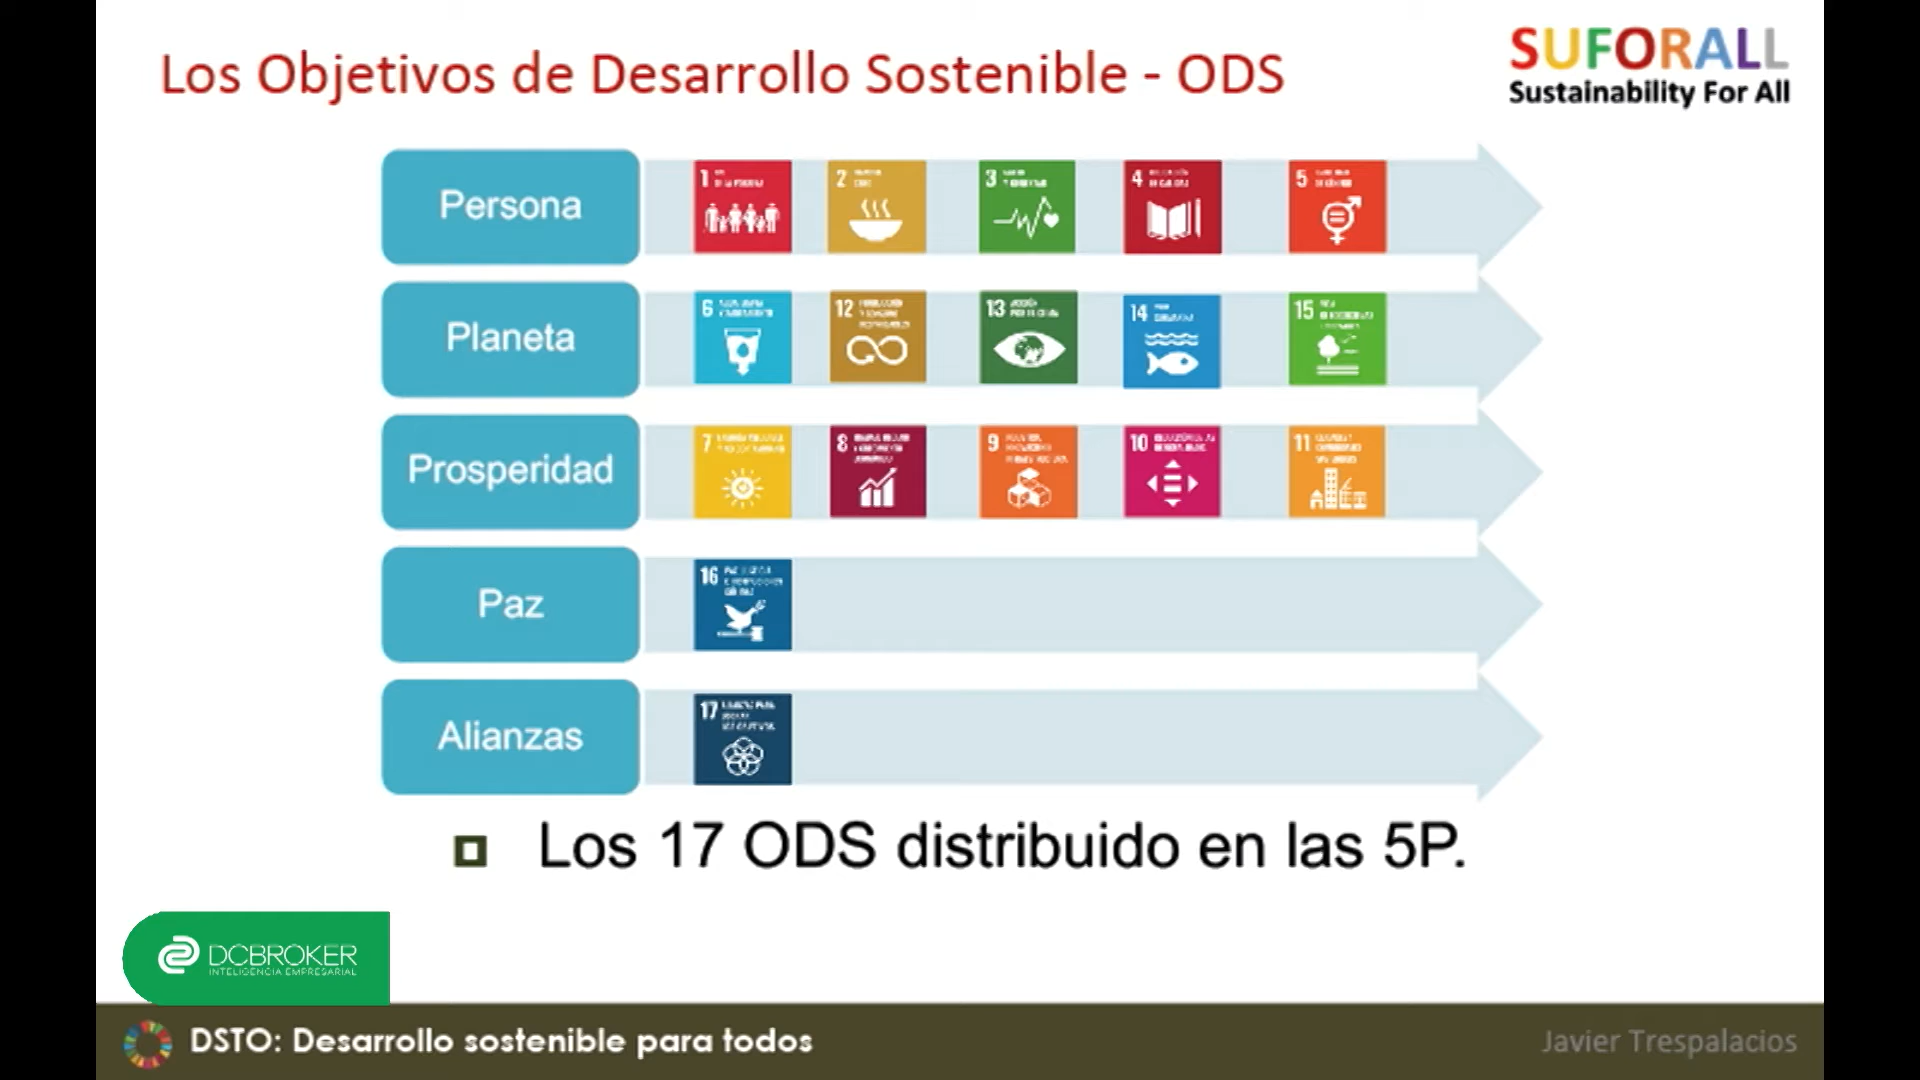 Los Objetivos de Desarrollo Sostenible - ODS
SUFORALL
Sustainability For All
Persona
1
2
3
4
5
Planeta
6
12
13
14
15
Prosperidad
7
8
9
10
11
Paz
16
Alianzas
17
Los 17 ODS distribuido en las 5P.
DCBROKER
INTELIGENCIA EMPRESARIAL
DSTO: Desarrollo sostenible para todos
Javier Trespalacios